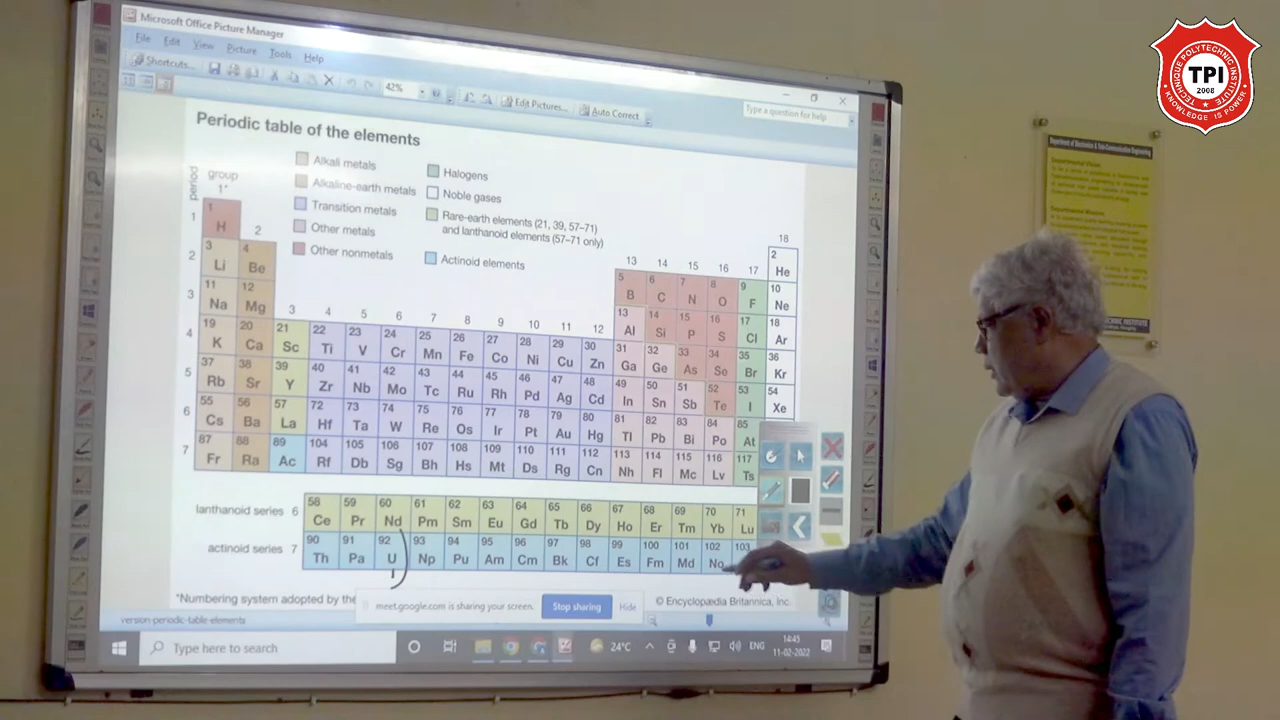 Microsoft Office Picture Manager
File Edit View Picture Tools Help
Shortcuts...
42%
Edit Pictures...
Auto Correct
Type a question for help
Periodic table of the elements
Alkali metals
Alkaline-earth metals
Transition metals
Other metals
Other nonmetals
Halogens
Noble gases
Rare-earth elements (21, 39, 57–71)
and lanthanoid elements (57–71 only)
Actinoid elements
period
group
1* 2 3 4 5 6 7 8 9 10 11 12 13 14 15 16 17 18
1
1 H 2 He
2
3 Li 4 Be 5 B 6 C 7 N 8 O 9 F 10 Ne
3
11 Na 12 Mg 13 Al 14 Si 15 P 16 S 17 Cl 18 Ar
4
19 K 20 Ca 21 Sc 22 Ti 23 V 24 Cr 25 Mn 26 Fe 27 Co 28 Ni 29 Cu 30 Zn 31 Ga 32 Ge 33 As 34 Se 35 Br 36 Kr
5
37 Rb 38 Sr 39 Y 40 Zr 41 Nb 42 Mo 43 Tc 44 Ru 45 Rh 46 Pd 47 Ag 48 Cd 49 In 50 Sn 51 Sb 52 Te 53 I 54 Xe
6
55 Cs 56 Ba 57 La 72 Hf 73 Ta 74 W 75 Re 76 Os 77 Ir 78 Pt 79 Au 80 Hg 81 Tl 82 Pb 83 Bi 84 Po 85 At
7
87 Fr 88 Ra 89 Ac 104 Rf 105 Db 106 Sg 107 Bh 108 Hs 109 Mt 110 Ds 111 Rg 112 Cn 113 Nh 114 Fl 115 Mc 116 Lv 117 Ts
lanthanoid series 6 58 Ce 59 Pr 60 Nd 61 Pm 62 Sm 63 Eu 64 Gd 65 Tb 66 Dy 67 Ho 68 Er 69 Tm 70 Yb 71 Lu
actinoid series 7 90 Th 91 Pa 92 U 93 Np 94 Pu 95 Am 96 Cm 97 Bk 98 Cf 99 Es 100 Fm 101 Md 102 No 103
*Numbering system adopted by the
© Encyclopædia Britannica, Inc.
meet.google.com is sharing your screen.
Stop sharing
Hide
version-periodic-table-elements
Type here to search
24°C
ENG
14:45
11-02-2022
TECHNIQUE POLYTECHNIC INSTITUTE
TPI
2008
KNOWLEDGE IS POWER
Department of Electronics & Tele-Communication Engineering
Departmental Vision:
Departmental Mission: